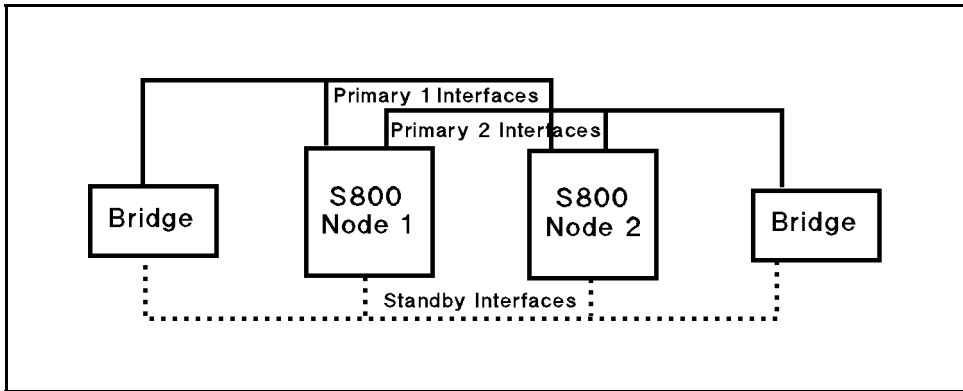 Primary 1 Interfaces
Primary 2 Interfaces
Bridge
S800
Node 1
S800
Node 2
Bridge
Standby Interfaces